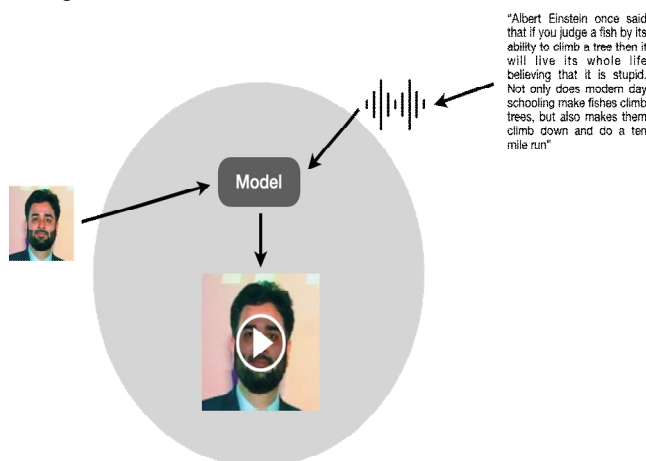 "Albert Einstein once said
that if you judge a fish by its
ability to climb a tree then it
will live its whole life
believing that it is stupid.
Not only does modern day
schooling make fishes climb
trees, but also makes them
climb down and do a ten
mile run"
Model